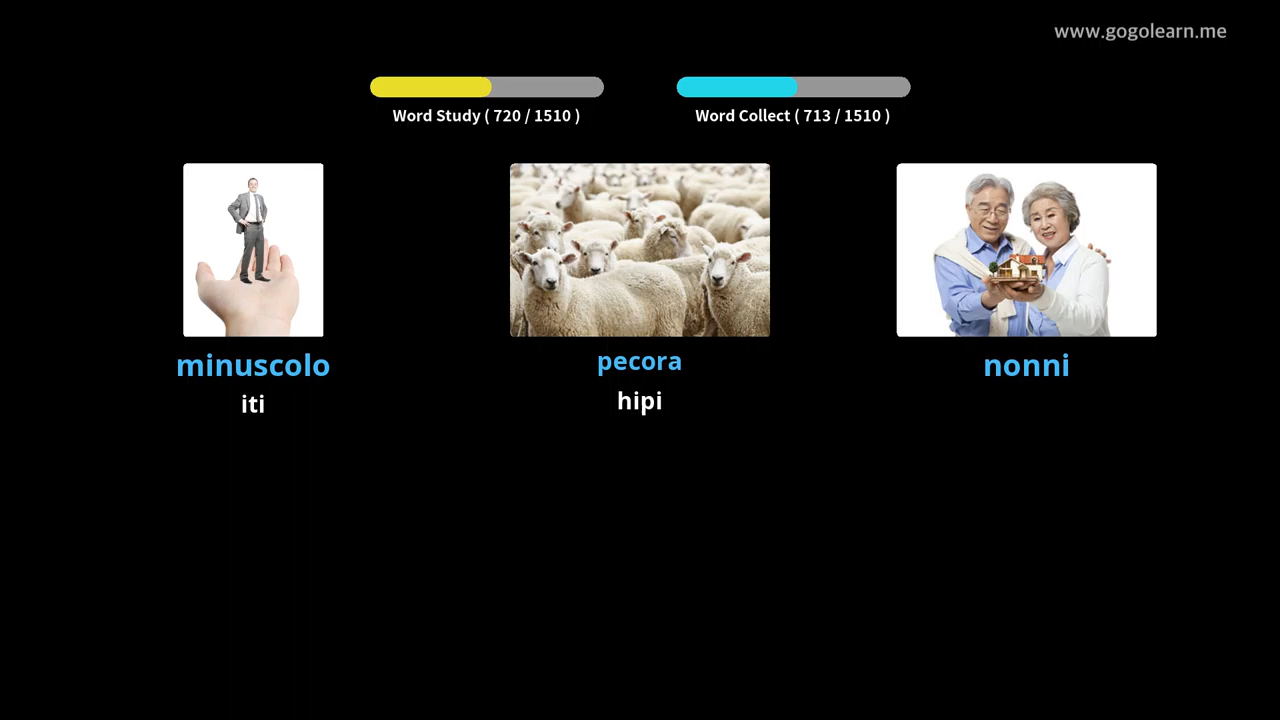 www.gogolearn.me
Word Study ( 720 / 1510 )
Word Collect ( 713 / 1510 )
minuscolo
iti
pecora
hipi
nonni